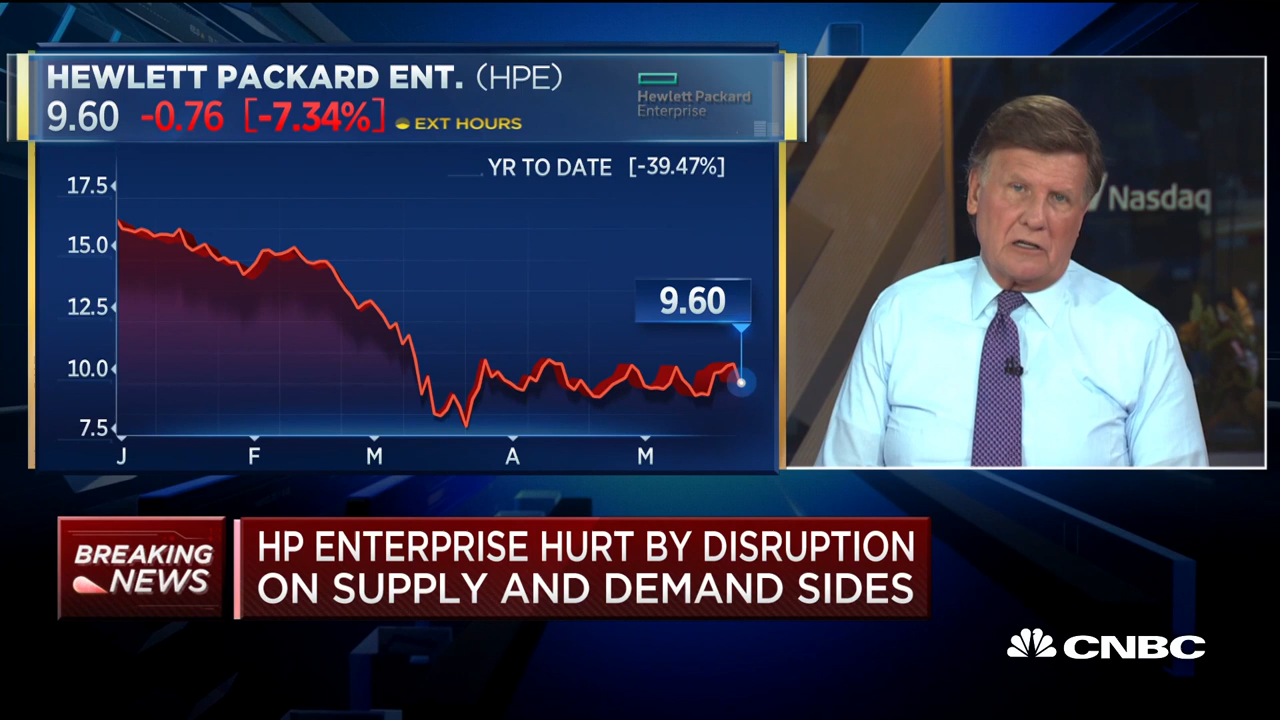 HEWLETT PACKARD ENT. (HPE)
9.60 -0.76 [-7.34%] EXT HOURS
Hewlett Packard
Enterprise
YR TO DATE [-39.47%]
17.5
15.0
12.5
10.0
7.5
9.60
J F M A M
Nasdaq
BREAKING
NEWS
HP ENTERPRISE HURT BY DISRUPTION
ON SUPPLY AND DEMAND SIDES
CNBC